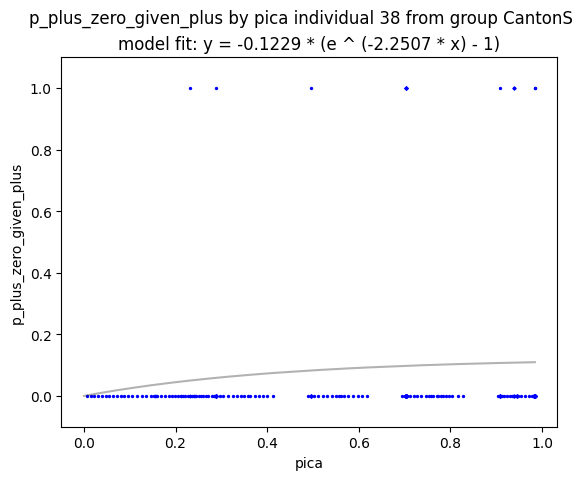 p_plus_zero_given_plus by pica individual 38 from group CantonS
model fit: y = -0.1229 * (e ^ (-2.2507 * x) - 1)
1.0
0.8
0.6
0.4
0.2
0.0
p_plus_zero_given_plus
0.0 0.2 0.4 0.6 0.8 1.0
pica